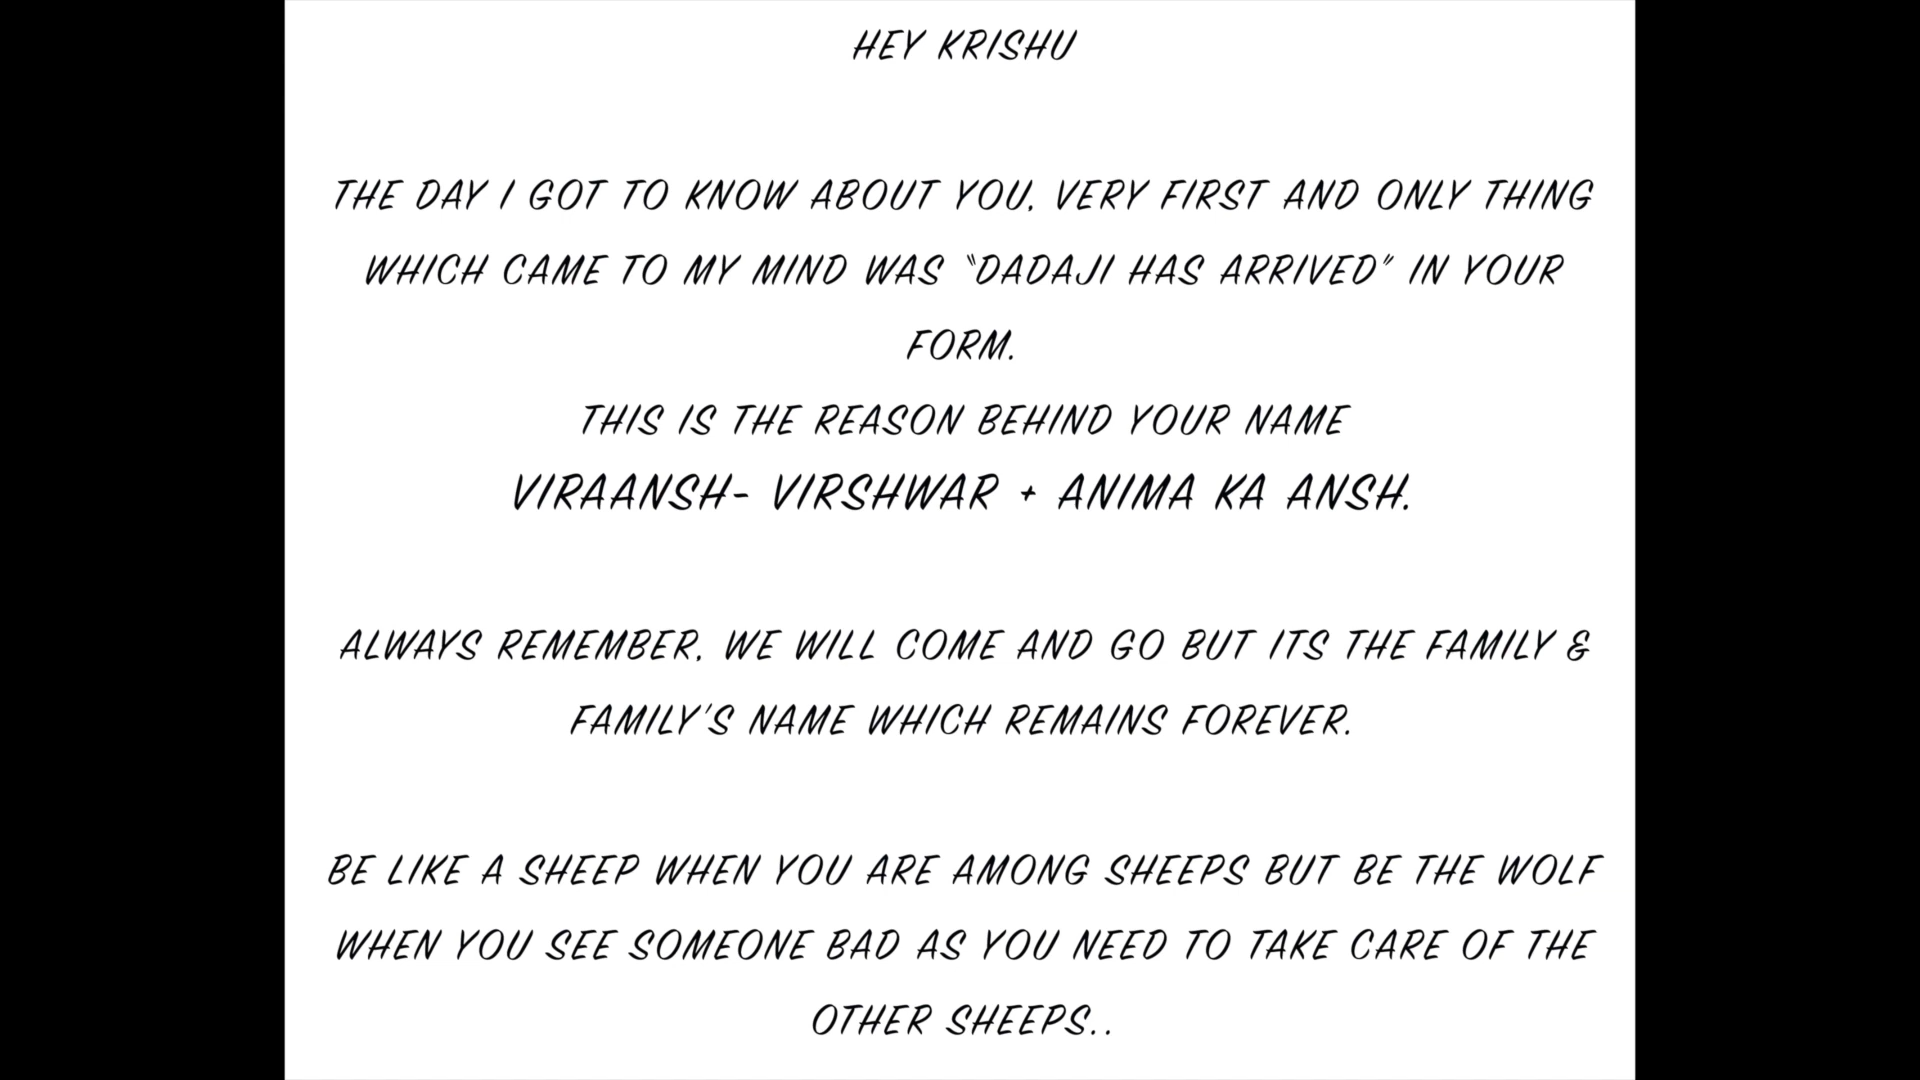 HEY KRISHU
THE DAY I GOT TO KNOW ABOUT YOU, VERY FIRST AND ONLY THING
WHICH CAME TO MY MIND WAS “DADAJI HAS ARRIVED” IN YOUR
FORM.
THIS IS THE REASON BEHIND YOUR NAME
VIRAANSH- VIRSHWAR + ANIMA KA ANSH.
ALWAYS REMEMBER, WE WILL COME AND GO BUT ITS THE FAMILY &
FAMILY'S NAME WHICH REMAINS FOREVER.
BE LIKE A SHEEP WHEN YOU ARE AMONG SHEEPS BUT BE THE WOLF
WHEN YOU SEE SOMEONE BAD AS YOU NEED TO TAKE CARE OF THE
OTHER SHEEPS..